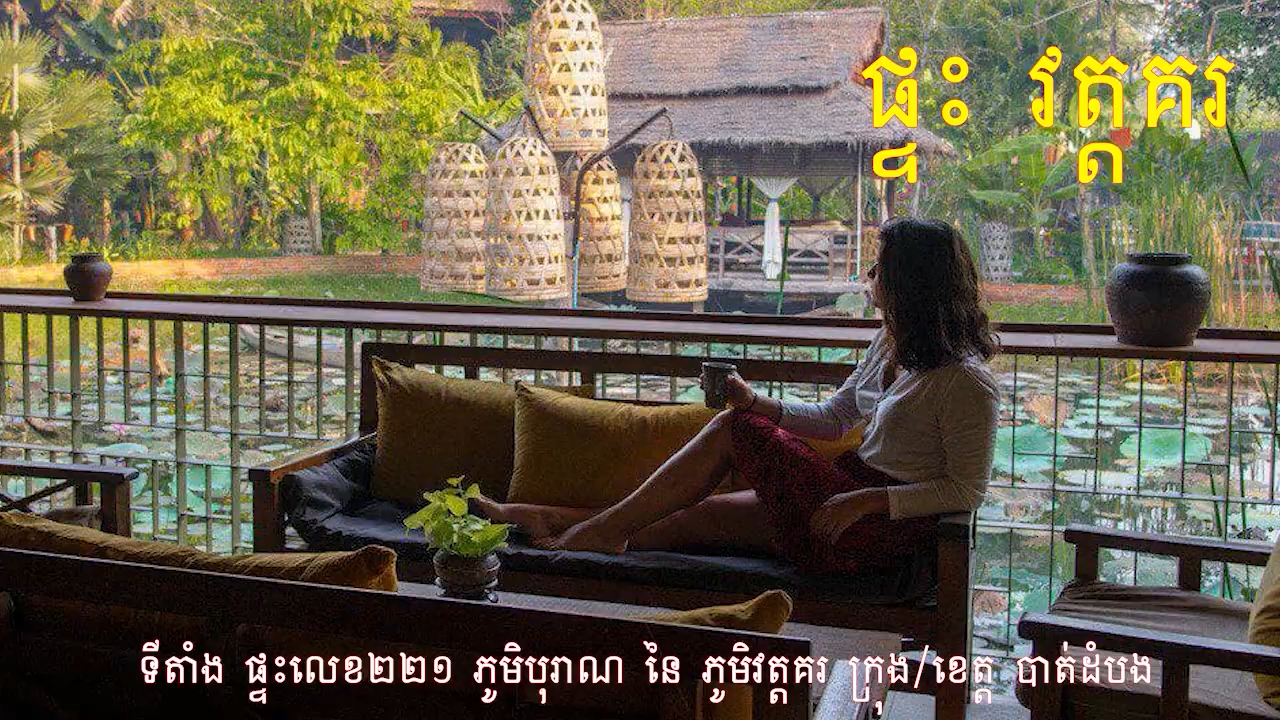 ផ្ទះ វត្តគរ
ទីតាំង ផ្ទះលេខ២២១ ភូមិបុរាណ នៃ ភូមិវត្តគរ ក្រុង/ខេត្ត បាត់ដំបង